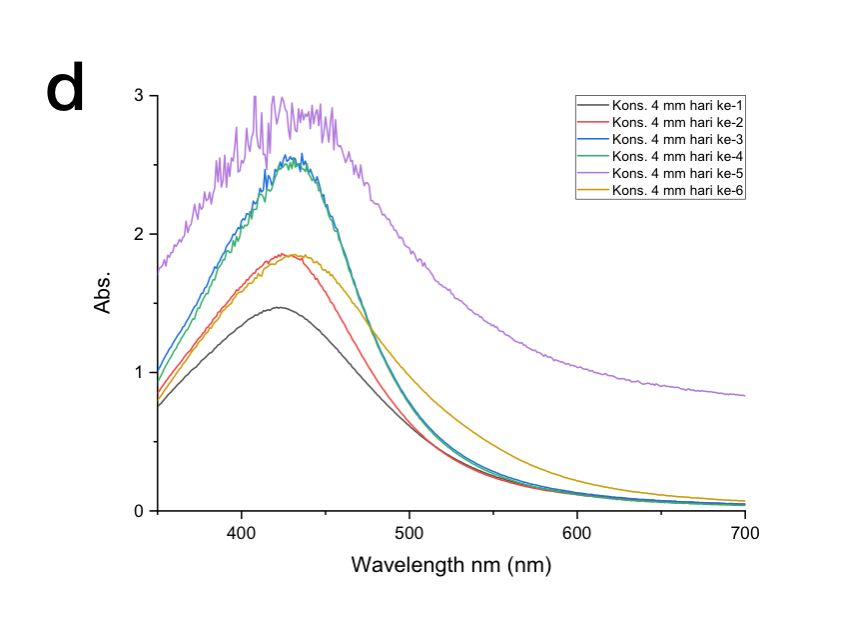 d
3
2
1
0
Abs.
400 500 600 700
Wavelength nm (nm)
Kons. 4 mm hari ke-1
Kons. 4 mm hari ke-2
Kons. 4 mm hari ke-3
Kons. 4 mm hari ke-4
Kons. 4 mm hari ke-5
Kons. 4 mm hari ke-6